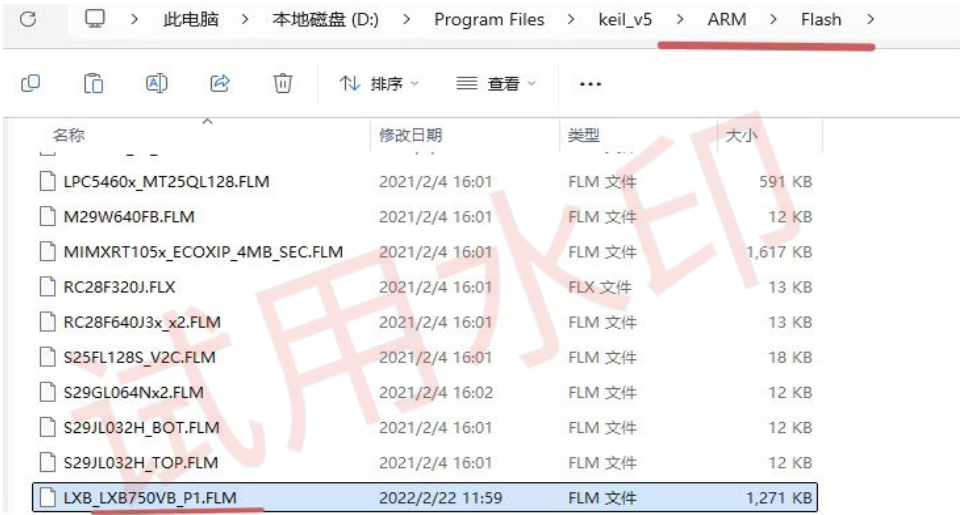 此电脑 > 本地磁盘 (D:) > Program Files > keil_v5 > ARM > Flash >
排序 查看 ...
名称 修改日期 类型 大小
LPC5460x_MT25QL128.FLM 2021/2/4 16:01 FLM 文件 591 KB
M29W640FB.FLM 2021/2/4 16:01 FLM 文件 12 KB
MIMXRT105x_ECOXIP_4MB_SEC.FLM 2021/2/4 16:01 FLM 文件 1,617 KB
RC28F320J.FLX 2021/2/4 16:01 FLX 文件 13 KB
RC28F640J3x_x2.FLM 2021/2/4 16:01 FLM 文件 13 KB
S25FL128S_V2C.FLM 2021/2/4 16:01 FLM 文件 18 KB
S29GL064Nx2.FLM 2021/2/4 16:02 FLM 文件 12 KB
S29JL032H_BOT.FLM 2021/2/4 16:01 FLM 文件 12 KB
S29JL032H_TOP.FLM 2021/2/4 16:01 FLM 文件 12 KB
LXB_LXB750VB_P1.FLM 2022/2/22 11:59 FLM 文件 1,271 KB
试用水印